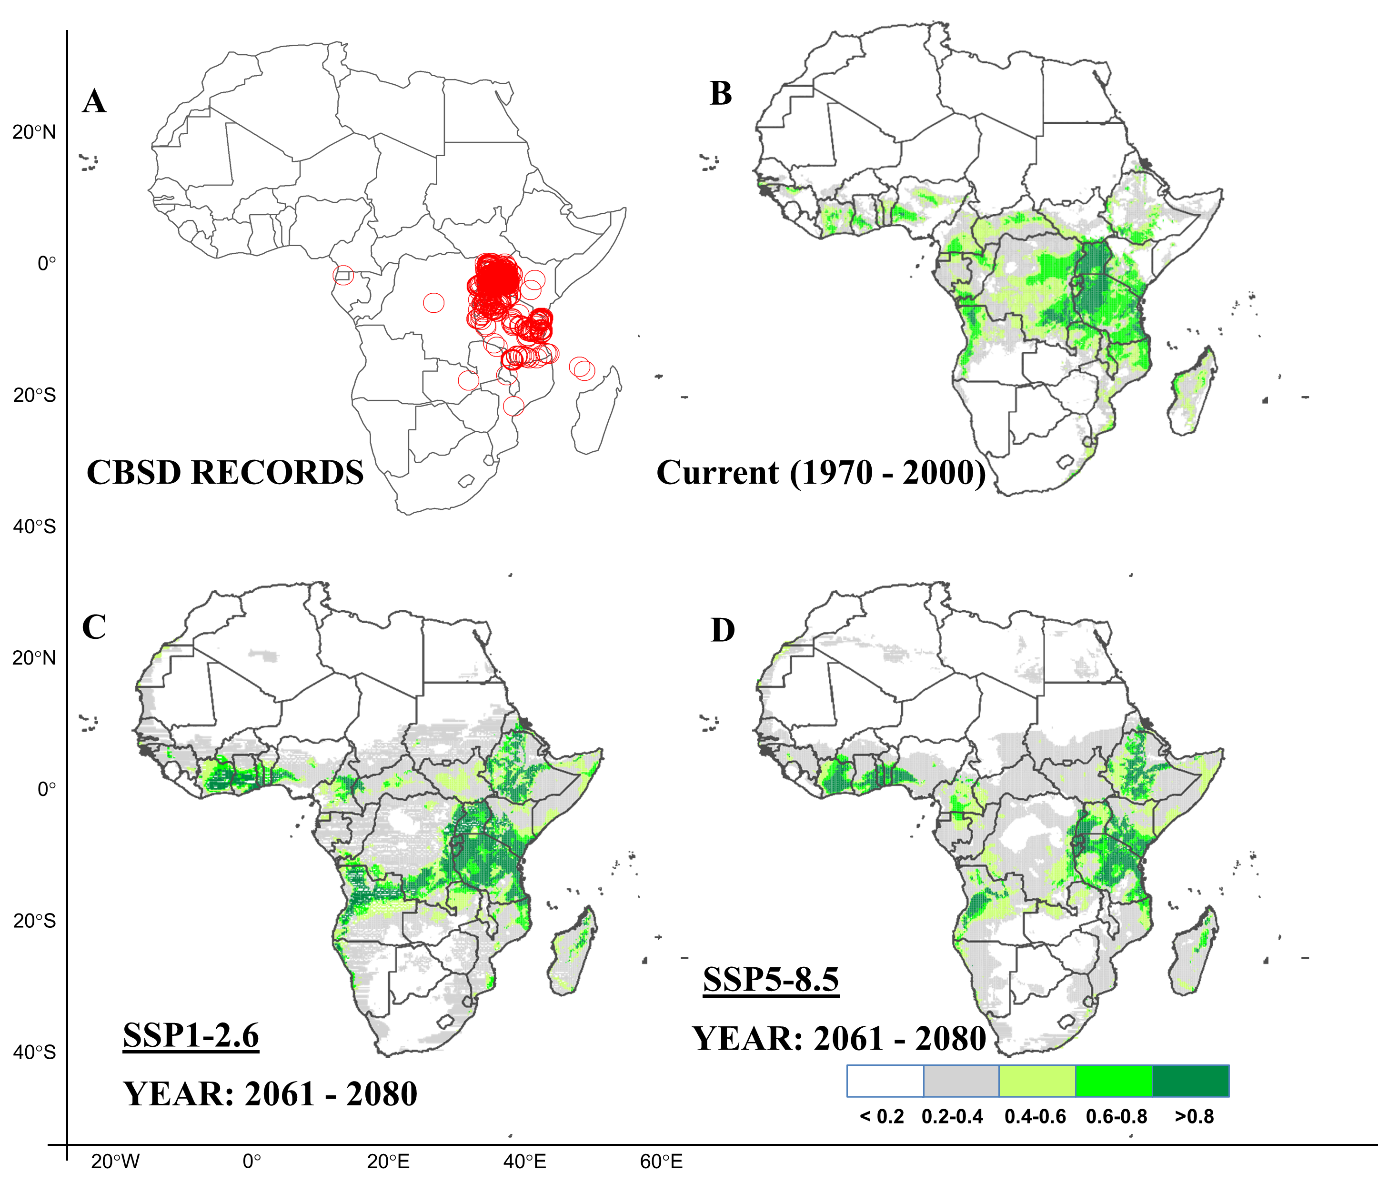 A
B
20°N
0°
20°S
CBSD RECORDS
Current (1970 - 2000)
40°S
C
D
20°N
0°
20°S
SSP5-8.5
SSP1-2.6
YEAR: 2061 - 2080
40°S
YEAR: 2061 - 2080
< 0.2 0.2-0.4 0.4-0.6 0.6-0.8 >0.8
20°W 0° 20°E 40°E 60°E